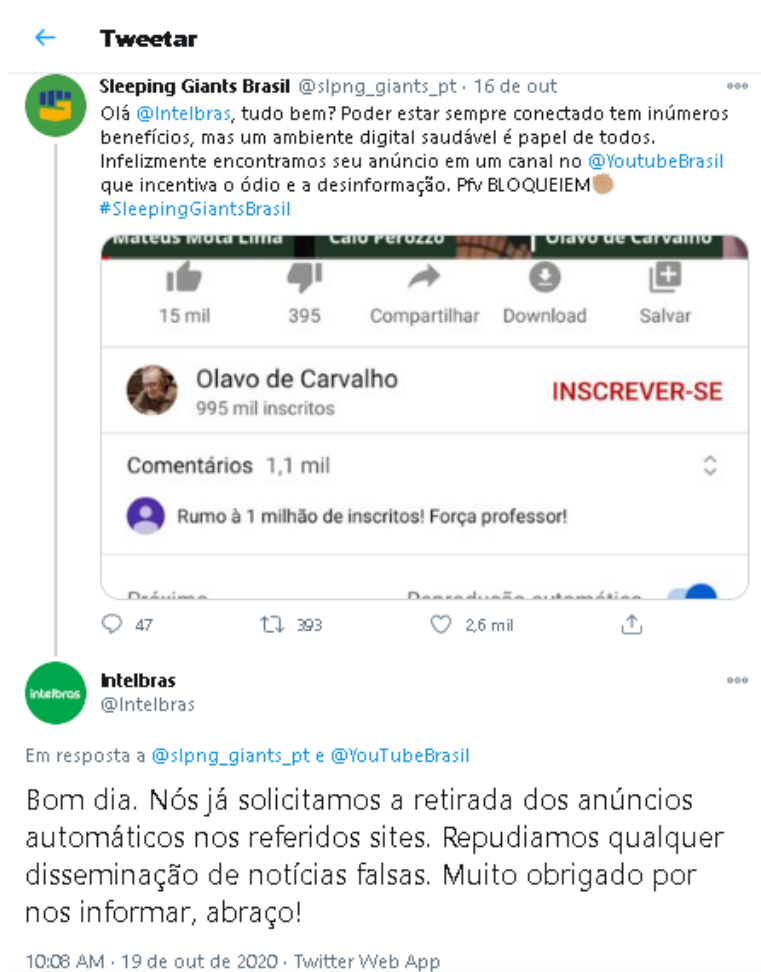 Tweetar
Sleeping Giants Brasil @slpng_giants_pt · 16 de out
Olá @Intelbras, tudo bem? Poder estar sempre conectado tem inúmeros
benefícios, mas um ambiente digital saudável é papel de todos.
Infelizmente encontramos seu anúncio em um canal no @YoutubeBrasil
que incentiva o ódio e a desinformação. Pfv BLOQUEIEM✊🏽
#SleepingGiantsBrasil
Mateus Mota Lima Caio Perozzo Olavo de Carvalho
15 mil 395 Compartilhar Download Salvar
Olavo de Carvalho
995 mil inscritos
INSCREVER-SE
Comentários 1,1 mil
Rumo à 1 milhão de inscritos! Força professor!
Próximo Reprodução automática
47 393 2,6 mil
intelbras
Intelbras
@Intelbras
Em resposta a @slpng_giants_pt e @YouTubeBrasil
Bom dia. Nós já solicitamos a retirada dos anúncios
automáticos nos referidos sites. Repudiamos qualquer
disseminação de notícias falsas. Muito obrigado por
nos informar, abraço!
10:08 AM · 19 de out de 2020 · Twitter Web App